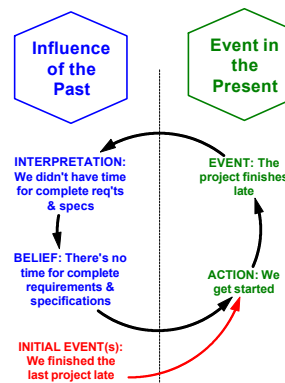 Influence
of the
Past
Event in
the
Present
INTERPRETATION:
We didn't have time
for complete req'ts
& specs
EVENT: The
project finishes
late
BELIEF: There's no
time for complete
requirements &
specifications
ACTION: We
get started
INITIAL EVENT(s):
We finished the
last project late